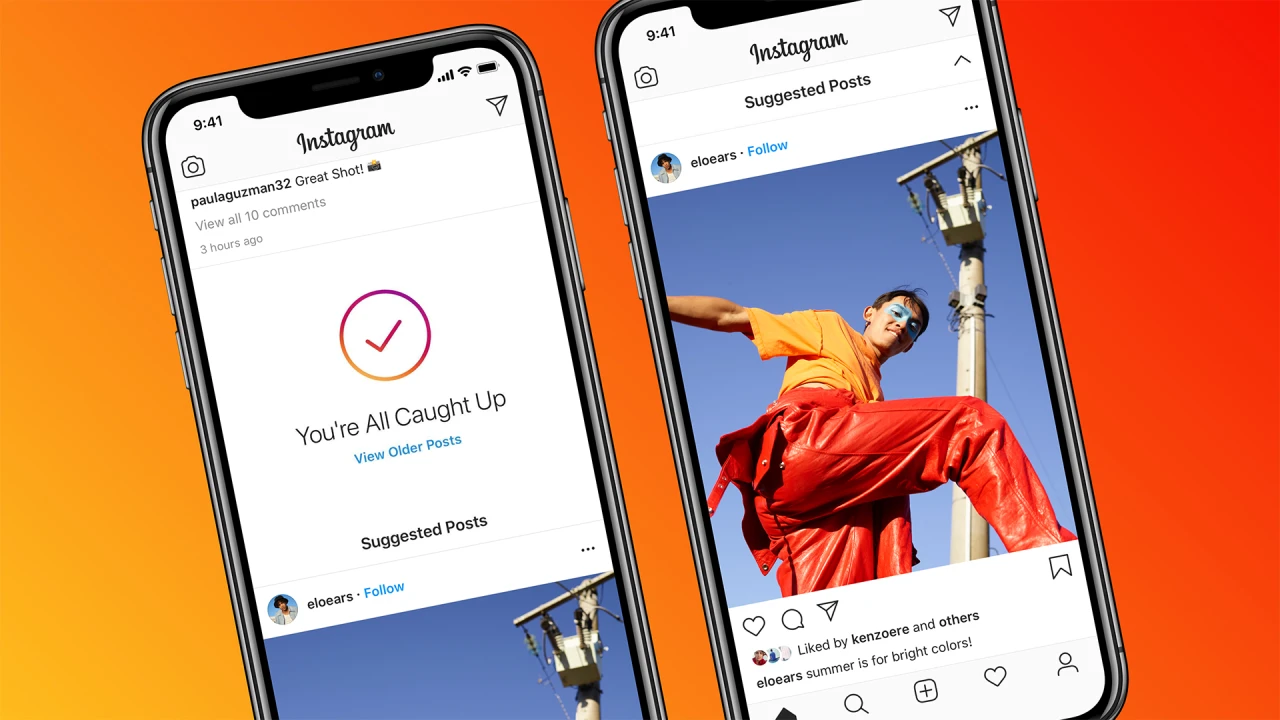 9:41
Instagram
paulaguzman32 Great Shot! 📸
View all 10 comments
3 hours ago
You're All Caught Up
View Older Posts
Suggested Posts
eloears · Follow
9:41
Instagram
Suggested Posts
eloears · Follow
Liked by kenzoere and others
eloears summer is for bright colors!